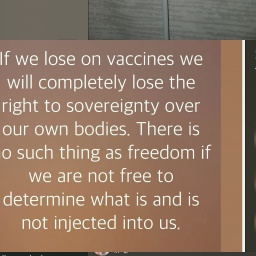 If we lose on vaccines we
will completely lose the
right to sovereignty over
our own bodies. There is
no such thing as freedom if
we are not free to
determine what is and is
not injected into us.